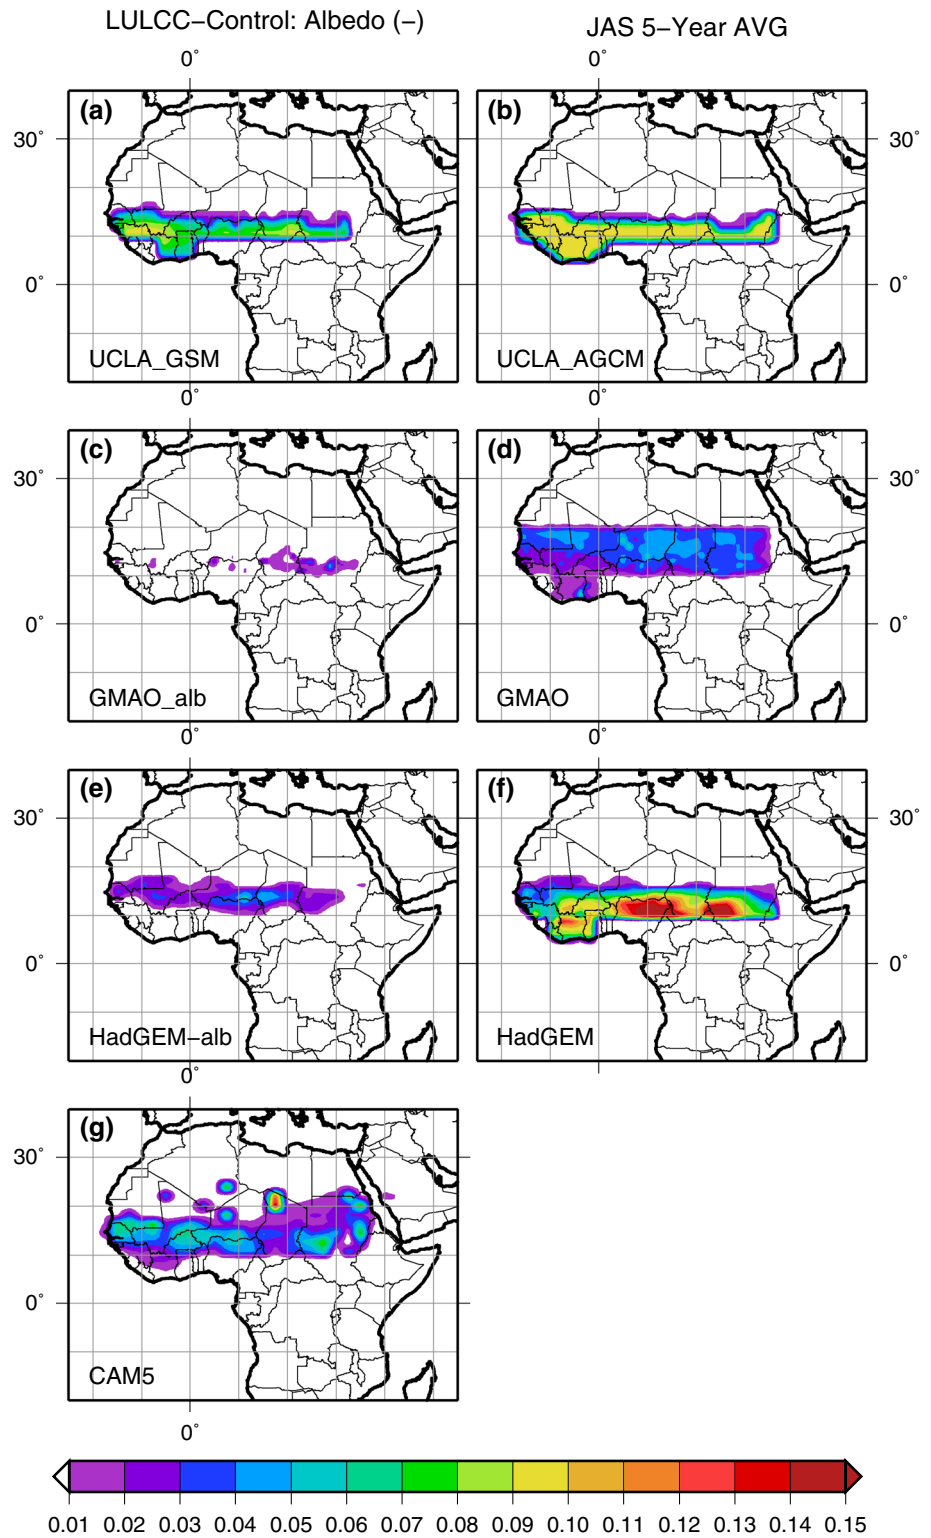 LULCC−Control: Albedo (−)
JAS 5−Year AVG
0°
0°
(a)
(b)
30°
30°
0°
0°
UCLA_GSM
UCLA_AGCM
0°
0°
(c)
(d)
30°
30°
0°
0°
GMAO_alb
GMAO
0°
0°
(e)
(f)
30°
30°
0°
0°
HadGEM−alb
HadGEM
0°
(g)
30°
0°
CAM5
0°
0.01 0.02 0.03 0.04 0.05 0.06 0.07 0.08 0.09 0.10 0.11 0.12 0.13 0.14 0.15